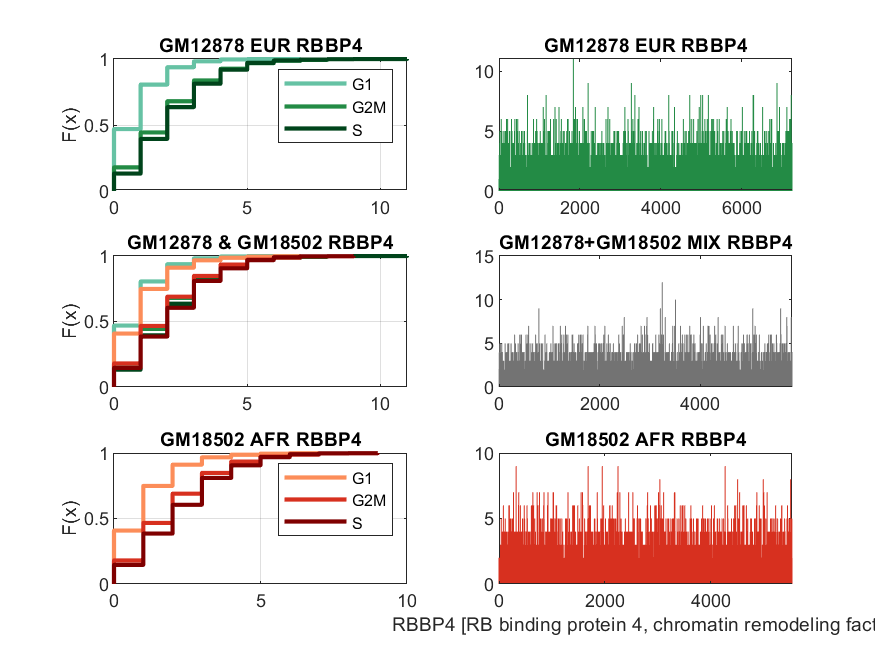 GM12878 EUR RBBP4
F(x)
1
0.5
0
0 5 10
G1
G2M
S
GM12878 EUR RBBP4
10
5
0
0 2000 4000 6000
GM12878 & GM18502 RBBP4
F(x)
1
0.5
0
0 5 10
GM12878+GM18502 MIX RBBP4
15
10
5
0
0 2000 4000
GM18502 AFR RBBP4
F(x)
1
0.5
0
0 5 10
G1
G2M
S
GM18502 AFR RBBP4
10
5
0
0 2000 4000
RBBP4 [RB binding protein 4, chromatin remodeling fact